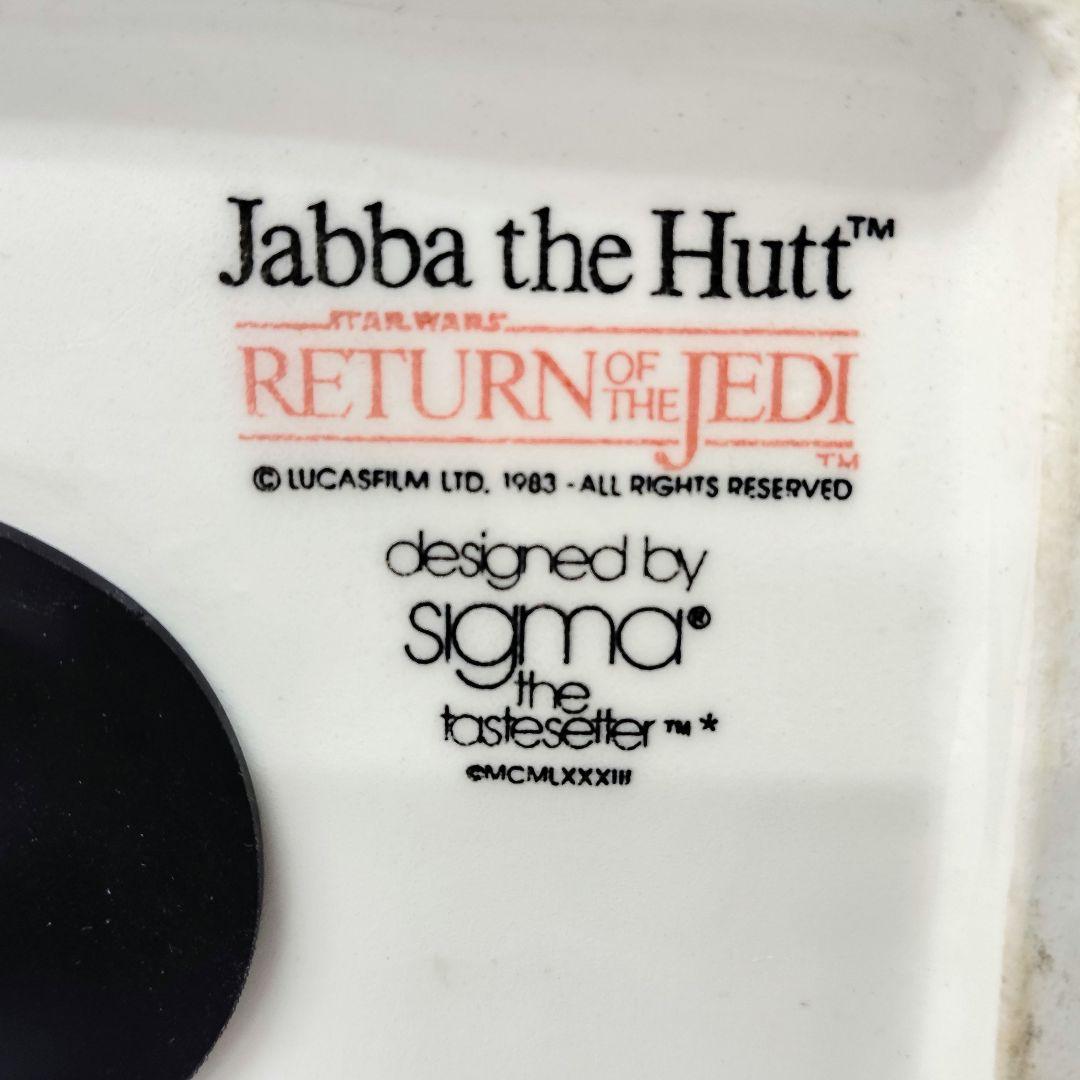 Jabba the Hutt™
STAR WARS
RETURN OF THE JEDI
TM
© LUCASFILM LTD. 1983 - ALL RIGHTS RESERVED
designed by
sigma®
the
tastesetter™*
©MCMLXXXIII